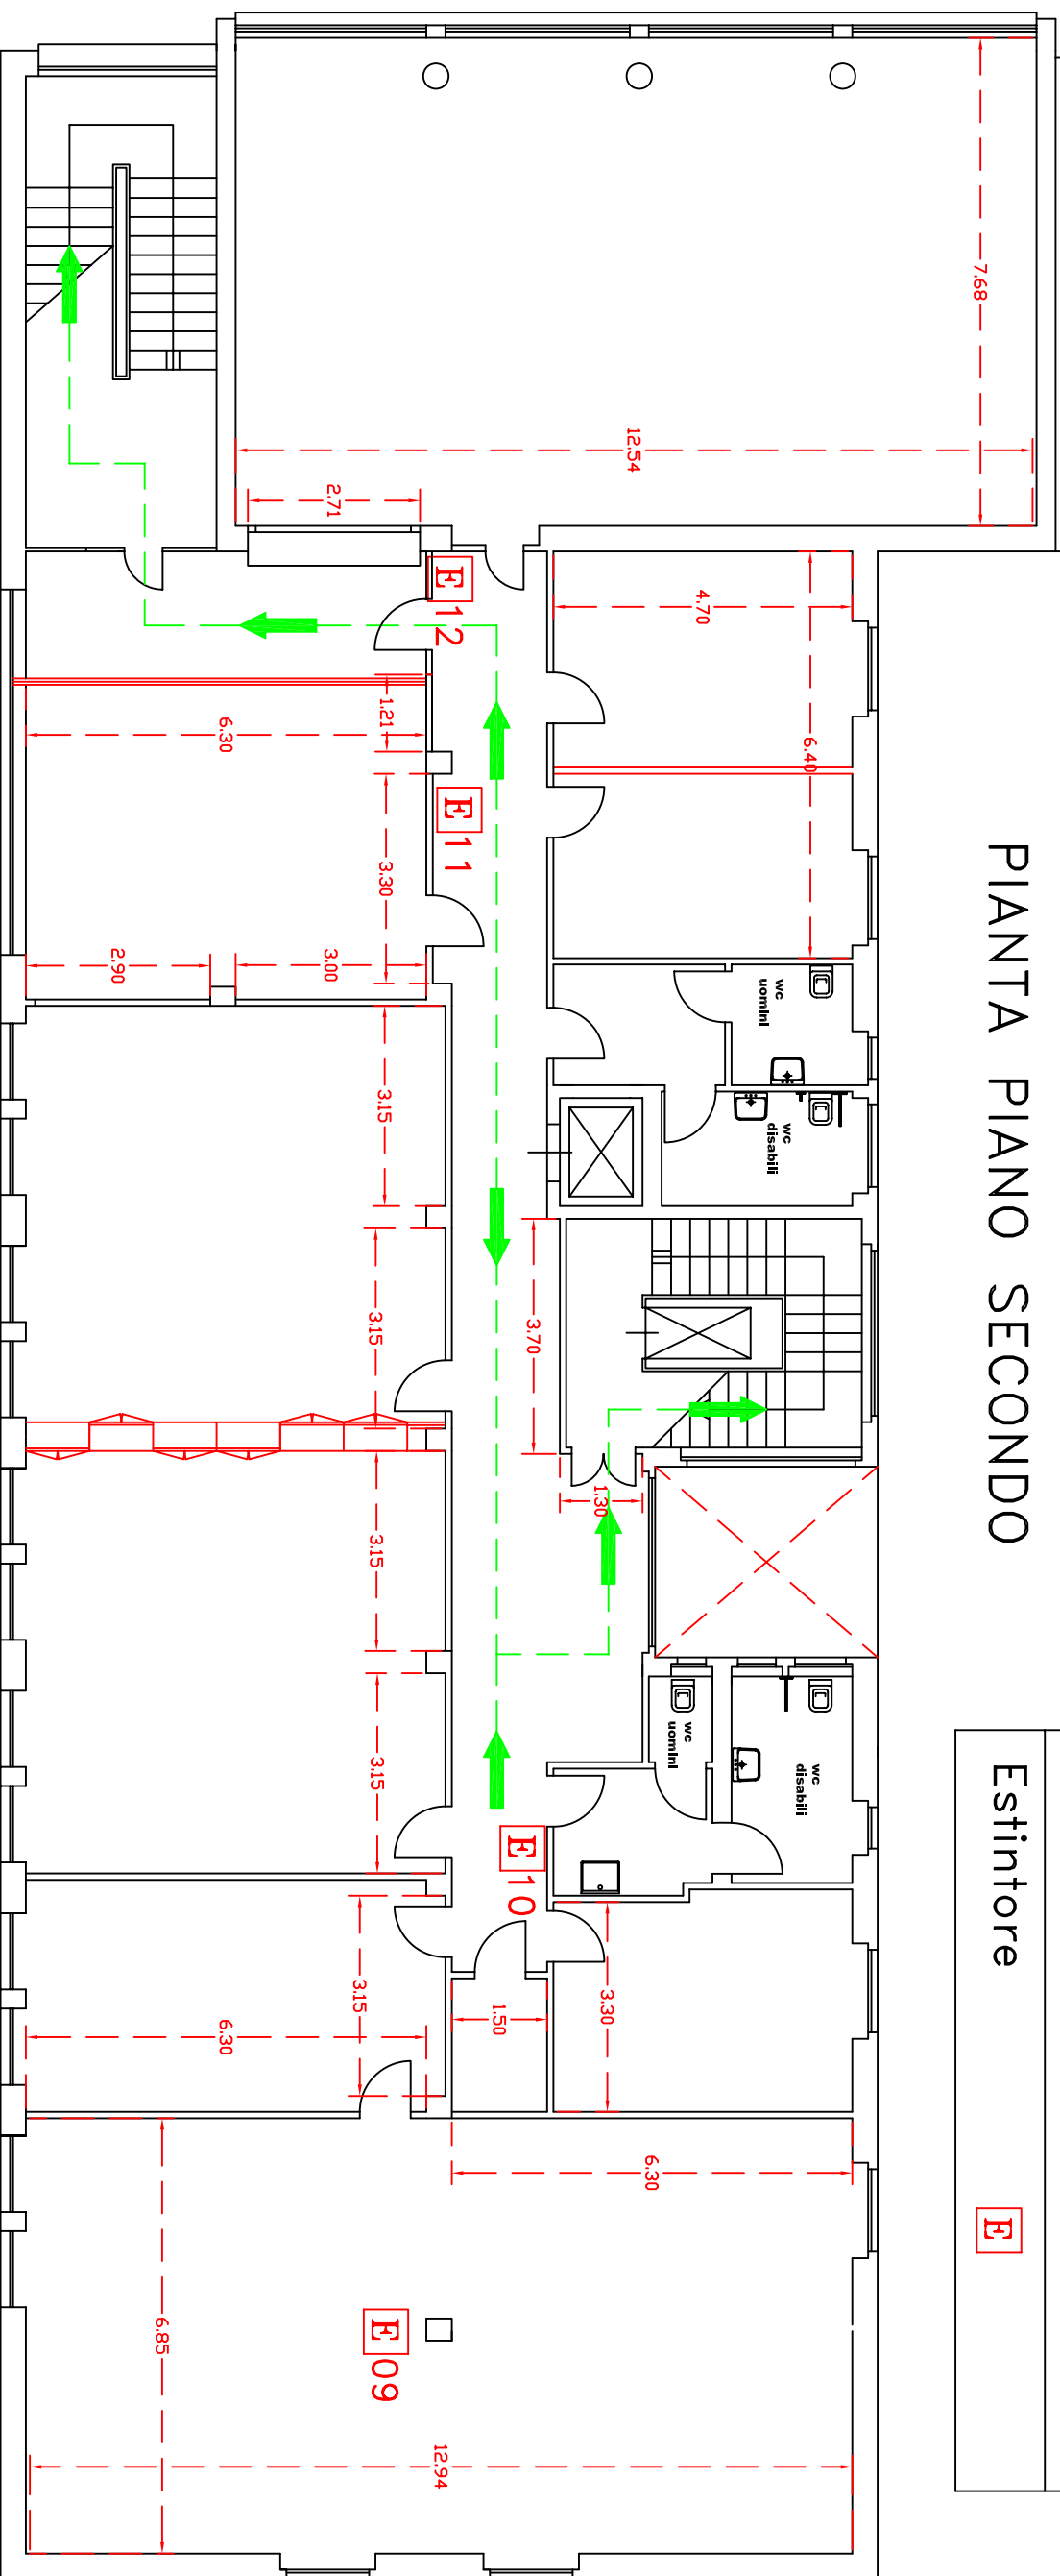 PIANTA PIANO SECONDO
Estintore
E
7.68
12.54
2.71
4.70
6.40
E 12
1.21
6.30
E 11
3.30
2.90
3.00
wc
uomini
wc
disabili
3.15
3.15
3.70
1.30
3.15
3.15
wc
uomini
wc
disabili
E 10
3.15
6.30
1.50
3.30
6.30
6.85
E 09
12.94